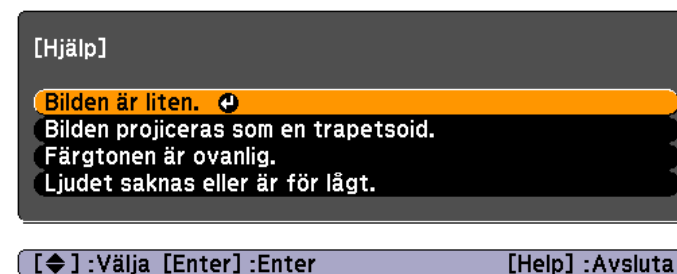 [Hjälp]
Bilden är liten.
Bilden projiceras som en trapetsoid.
Färgtonen är ovanlig.
Ljudet saknas eller är för lågt.
[◆] :Välja [Enter] :Enter [Help] :Avsluta